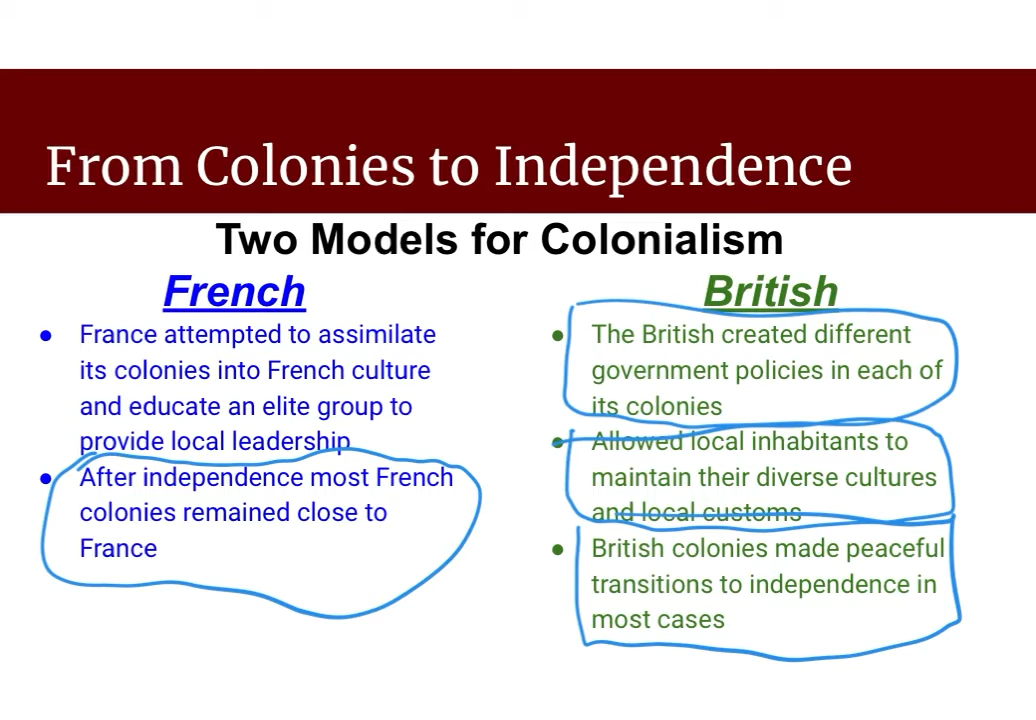 From Colonies to Independence
Two Models for Colonialism
French
● France attempted to assimilate
its colonies into French culture
and educate an elite group to
provide local leadership
● After independence most French
colonies remained close to
France
British
● The British created different
government policies in each of
its colonies
● Allowed local inhabitants to
maintain their diverse cultures
and local customs
● British colonies made peaceful
transitions to independence in
most cases